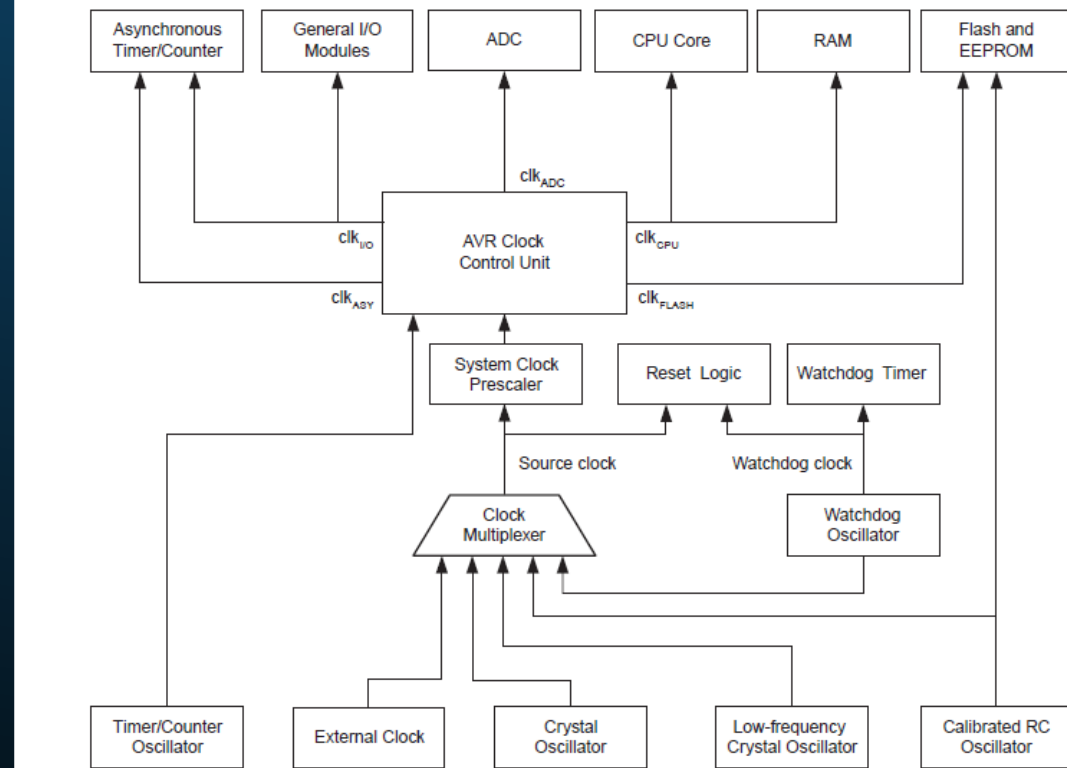 Asynchronous
Timer/Counter
General I/O
Modules
ADC
CPU Core
RAM
Flash and
EEPROM
clkADC
clkI/O
AVR Clock
Control Unit
clkCPU
clkASY
clkFLASH
System Clock
Prescaler
Reset Logic
Watchdog Timer
Source clock
Watchdog clock
Clock
Multiplexer
Watchdog
Oscillator
Timer/Counter
Oscillator
External Clock
Crystal
Oscillator
Low-frequency
Crystal Oscillator
Calibrated RC
Oscillator